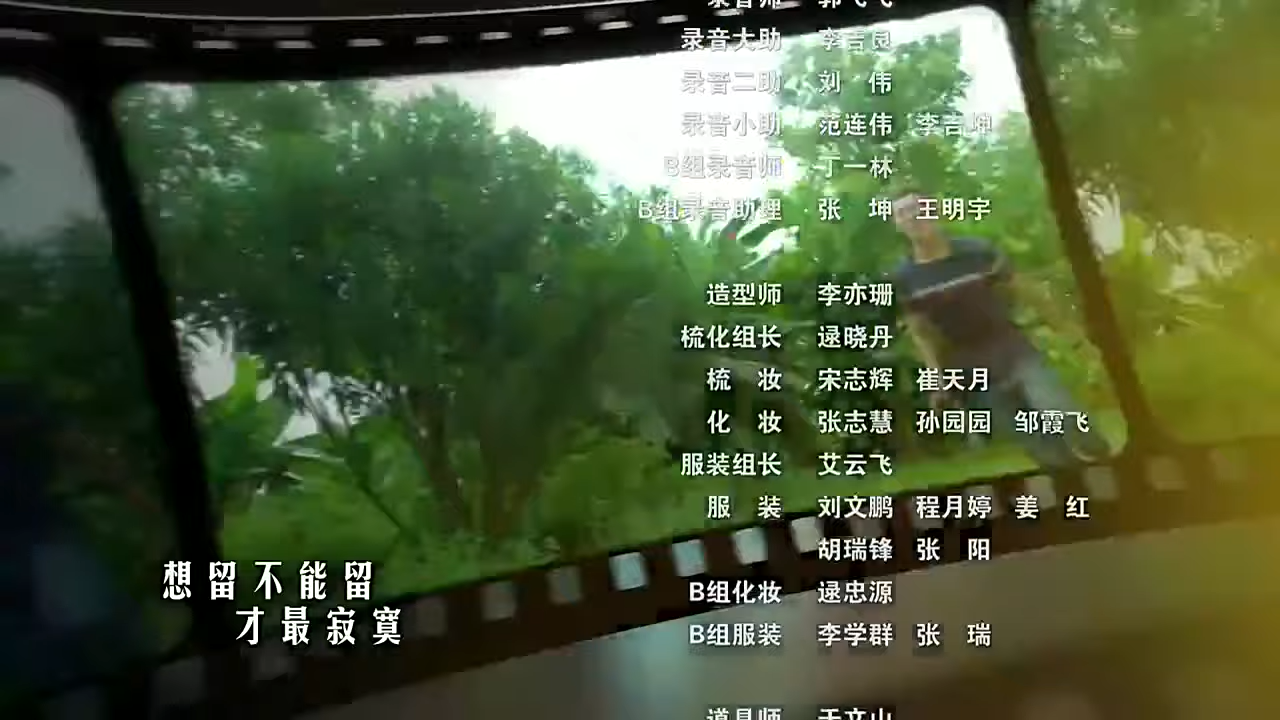 录音大助 李吉良
录音二助 刘 伟
录音小助 范连伟 李吉坤
B组录音师 丁一林
B组录音助理 张 坤 王明宇
造型师 李亦珊
梳化组长 逯晓丹
梳 妆 宋志辉 崔天月
化 妆 张志慧 孙园园 邹霞飞
服装组长 艾云飞
服 装 刘文鹏 程月婷 姜 红
胡瑞锋 张 阳
B组化妆 逯忠源
B组服装 李学群 张 瑞
想留不能留
才最寂寞